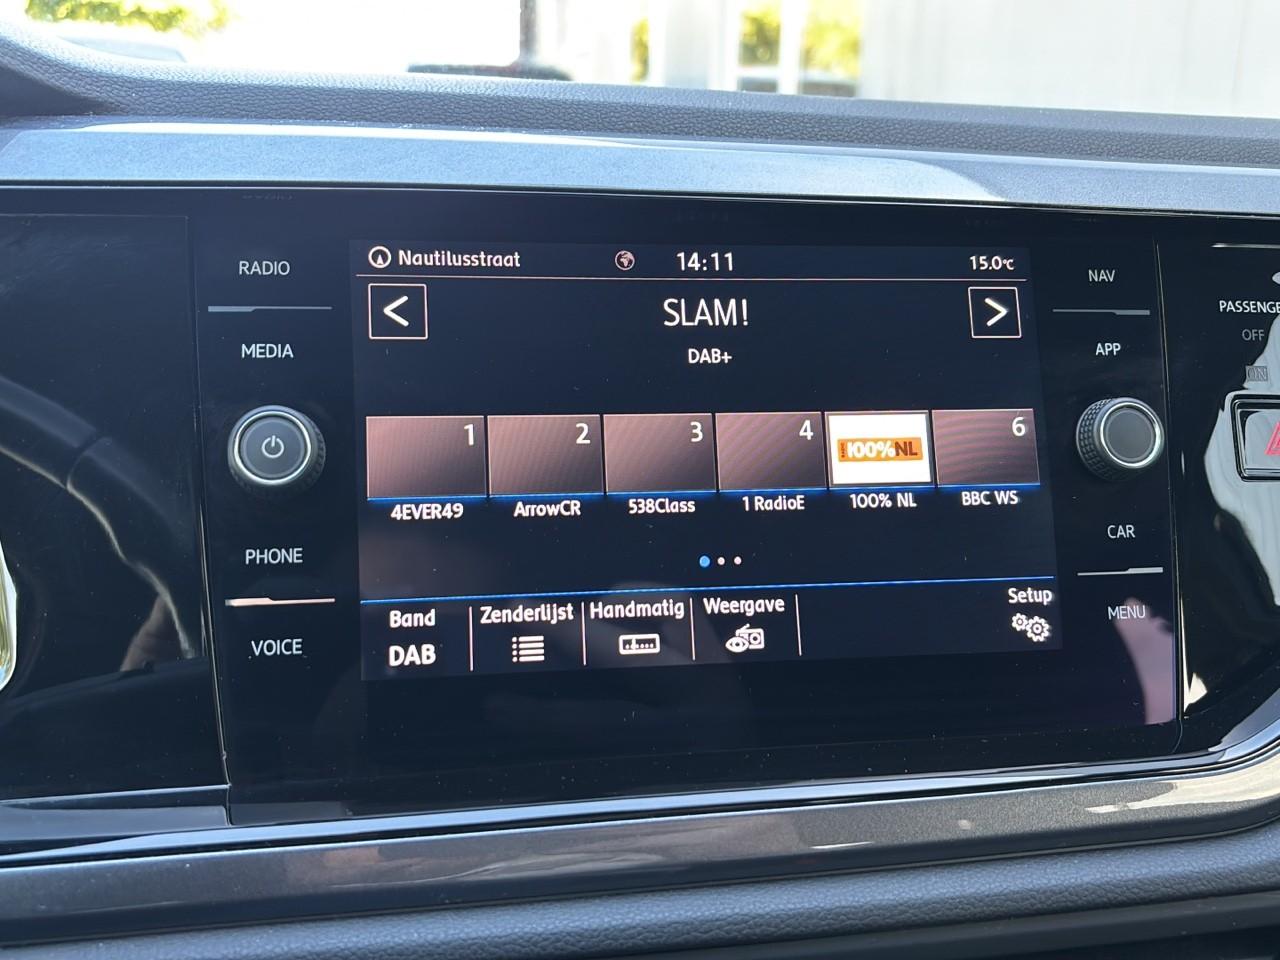 RADIO
MEDIA
PHONE
VOICE
Nautilusstraat 14:11 15.0°C
<
SLAM!
>
DAB+
1 2 3 4 100%NL 6
4EVER49 ArrowCR 538Class 1 RadioE 100% NL BBC WS
Band Zenderlijst Handmatig Weergave Setup
DAB
NAV
APP
CAR
MENU
PASSENGE
OFF
ON